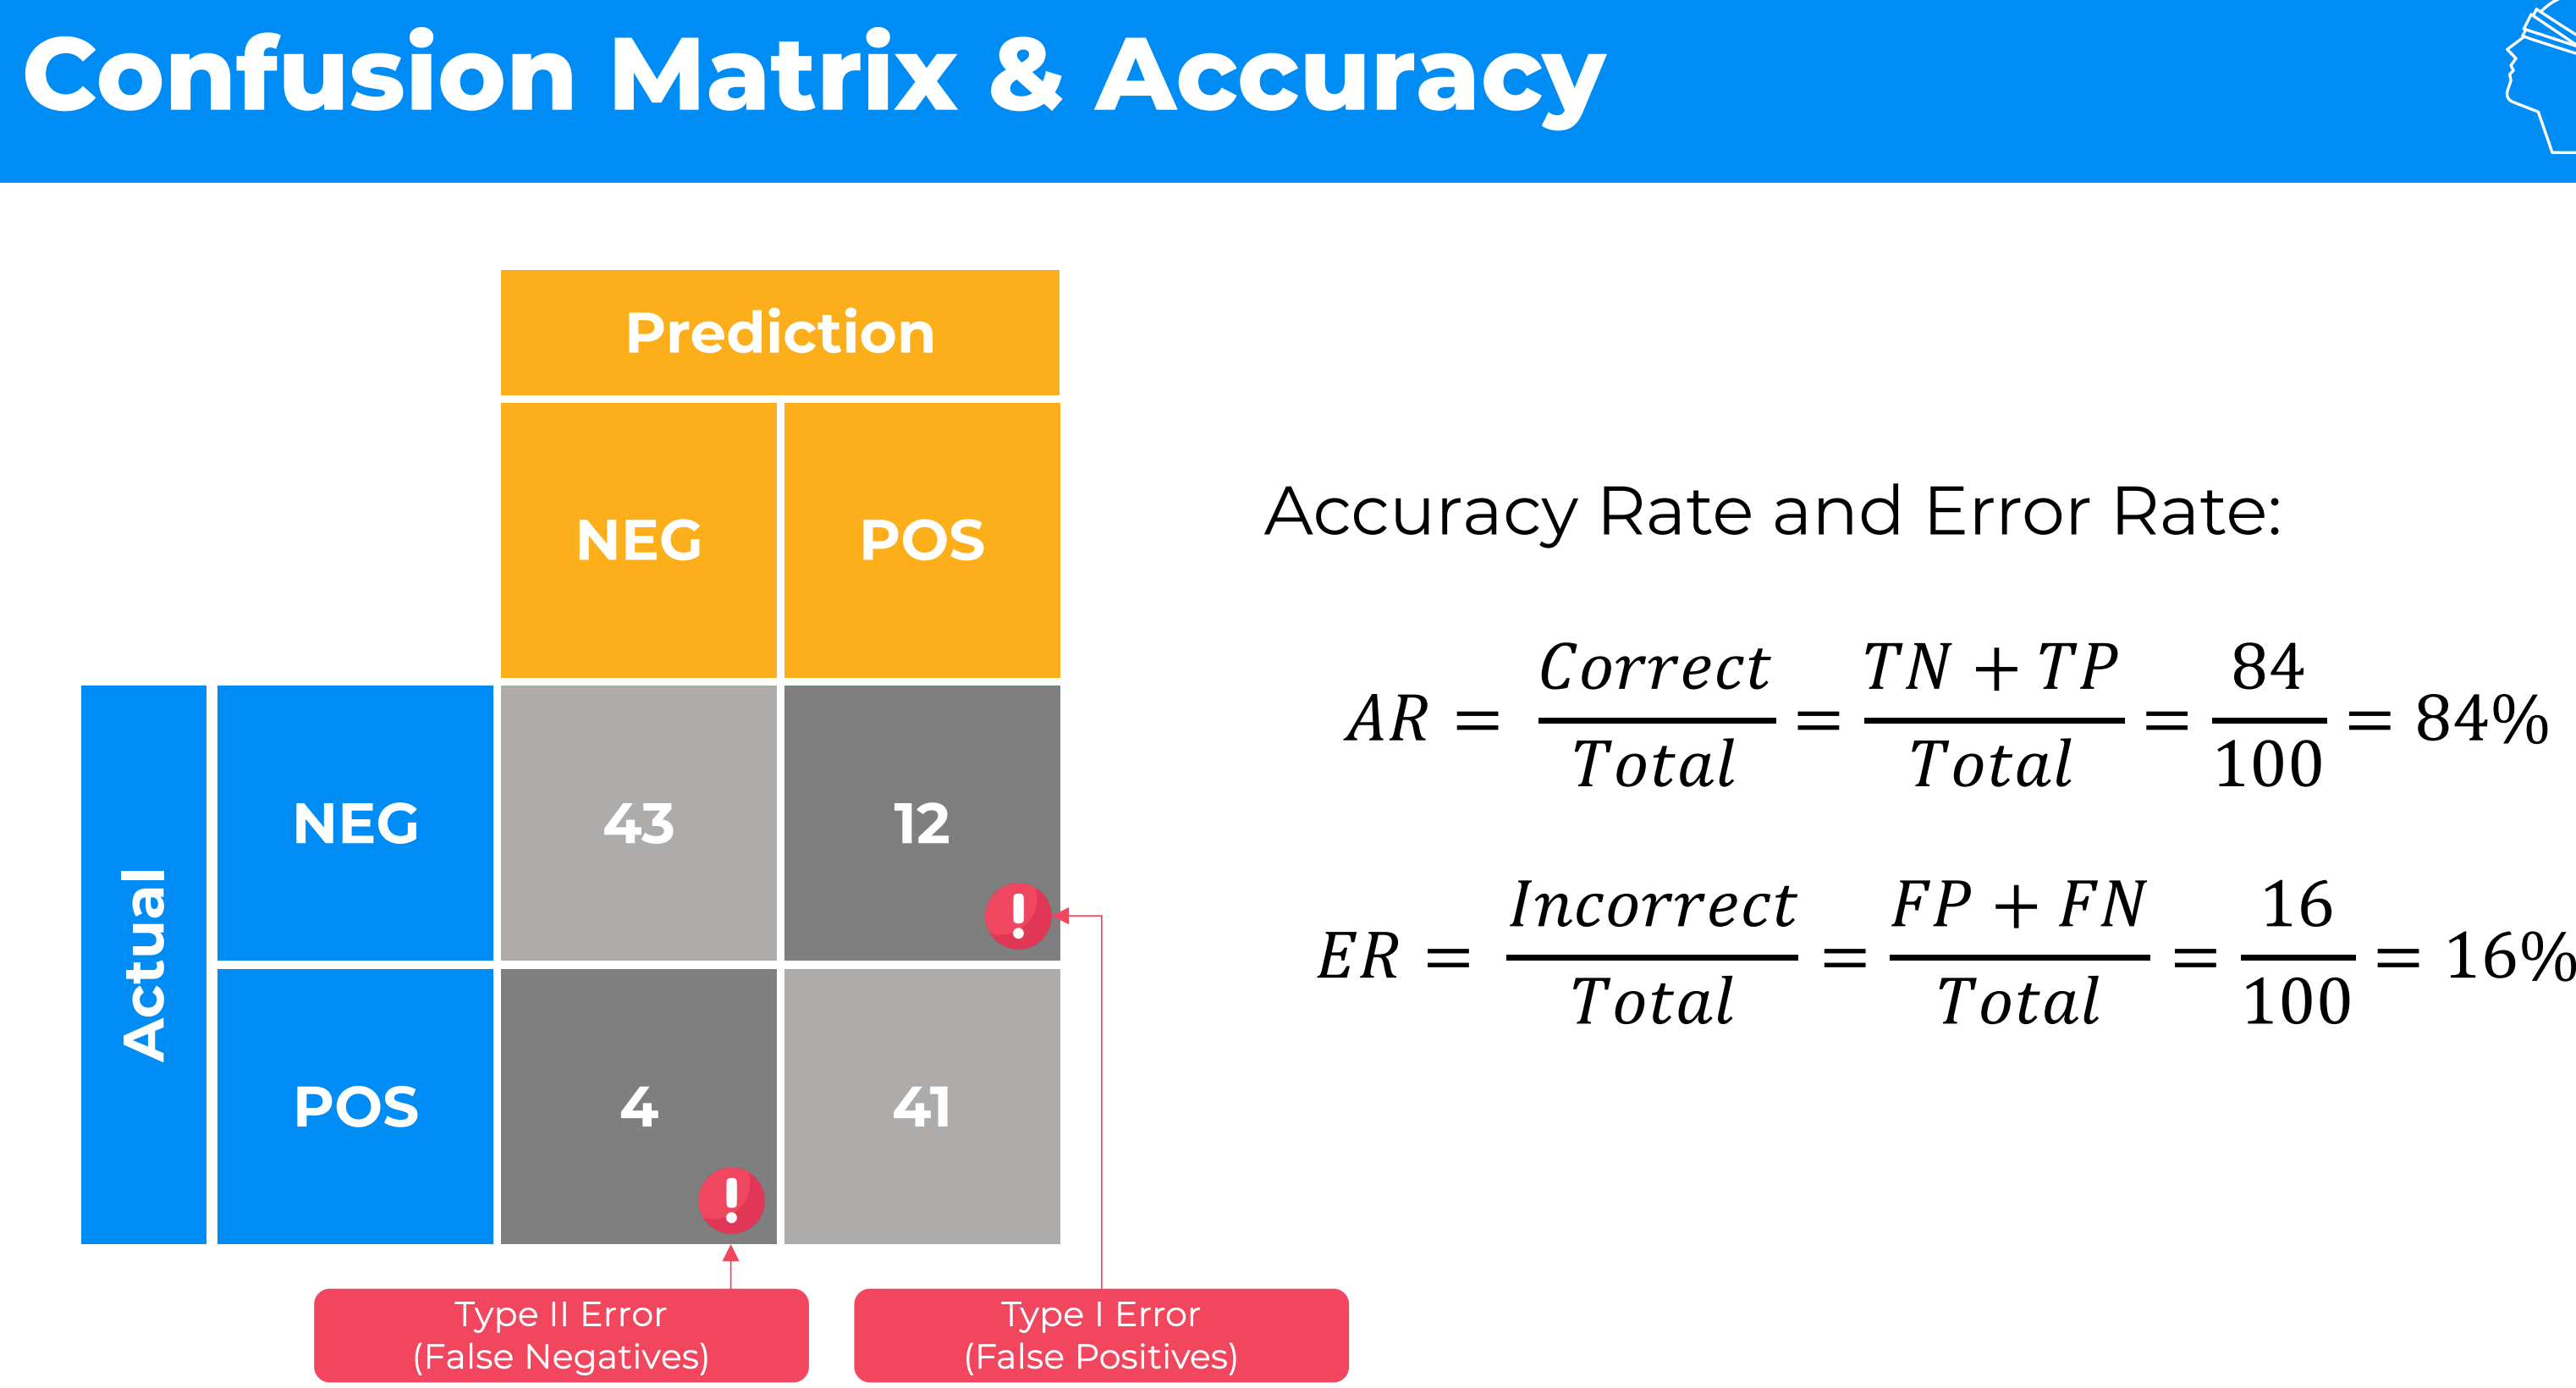 Confusion Matrix & Accuracy
Prediction
NEG POS
Actual
NEG 43 12
POS 4 41
Type II Error
(False Negatives)
Type I Error
(False Positives)
Accuracy Rate and Error Rate:
AR = Correct/Total = TN + TP/Total = 84/100 = 84%
ER = Incorrect/Total = FP + FN/Total = 16/100 = 16%